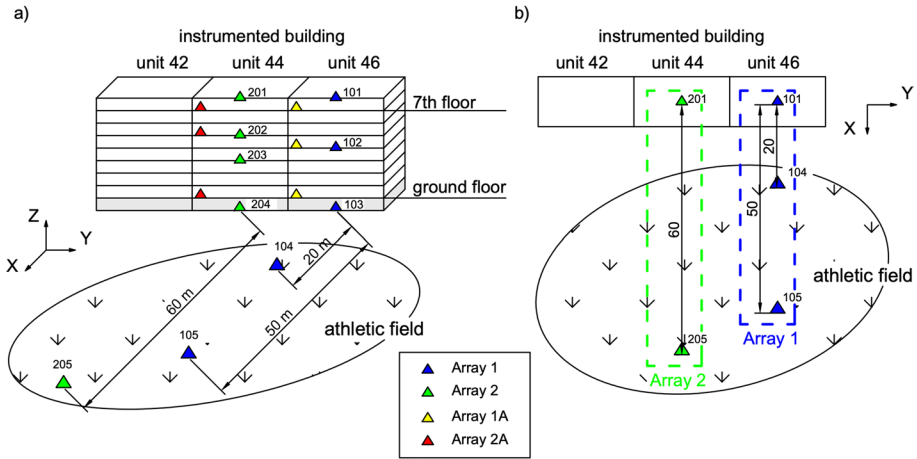 a)
instrumented building
unit 42 unit 44 unit 46
201
101
7th floor
202
102
203
ground floor
204
103
Z
Y
X
104
20 m
60 m
50 m
105
athletic field
205
Array 1
Array 2
Array 1A
Array 2A
b)
instrumented building
unit 42 unit 44 unit 46
201
101
Y
X
20
104
50
60
athletic field
105
Array 1
205
Array 2